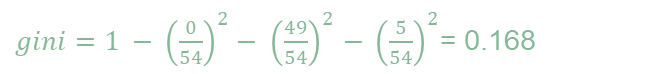 gini = 1 − (0/54)² − (49/54)² − (5/54)² = 0.168